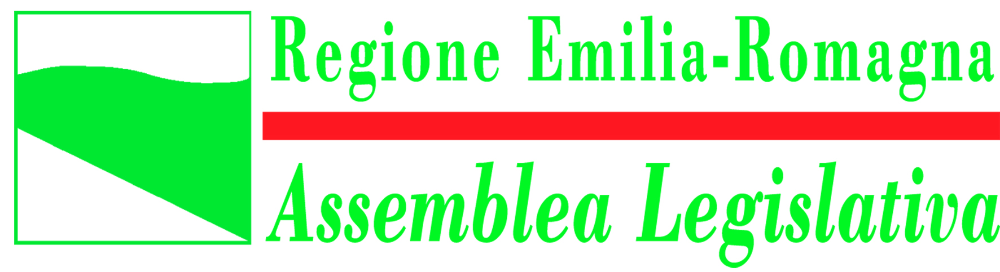 Regione Emilia-Romagna
Assemblea Legislativa